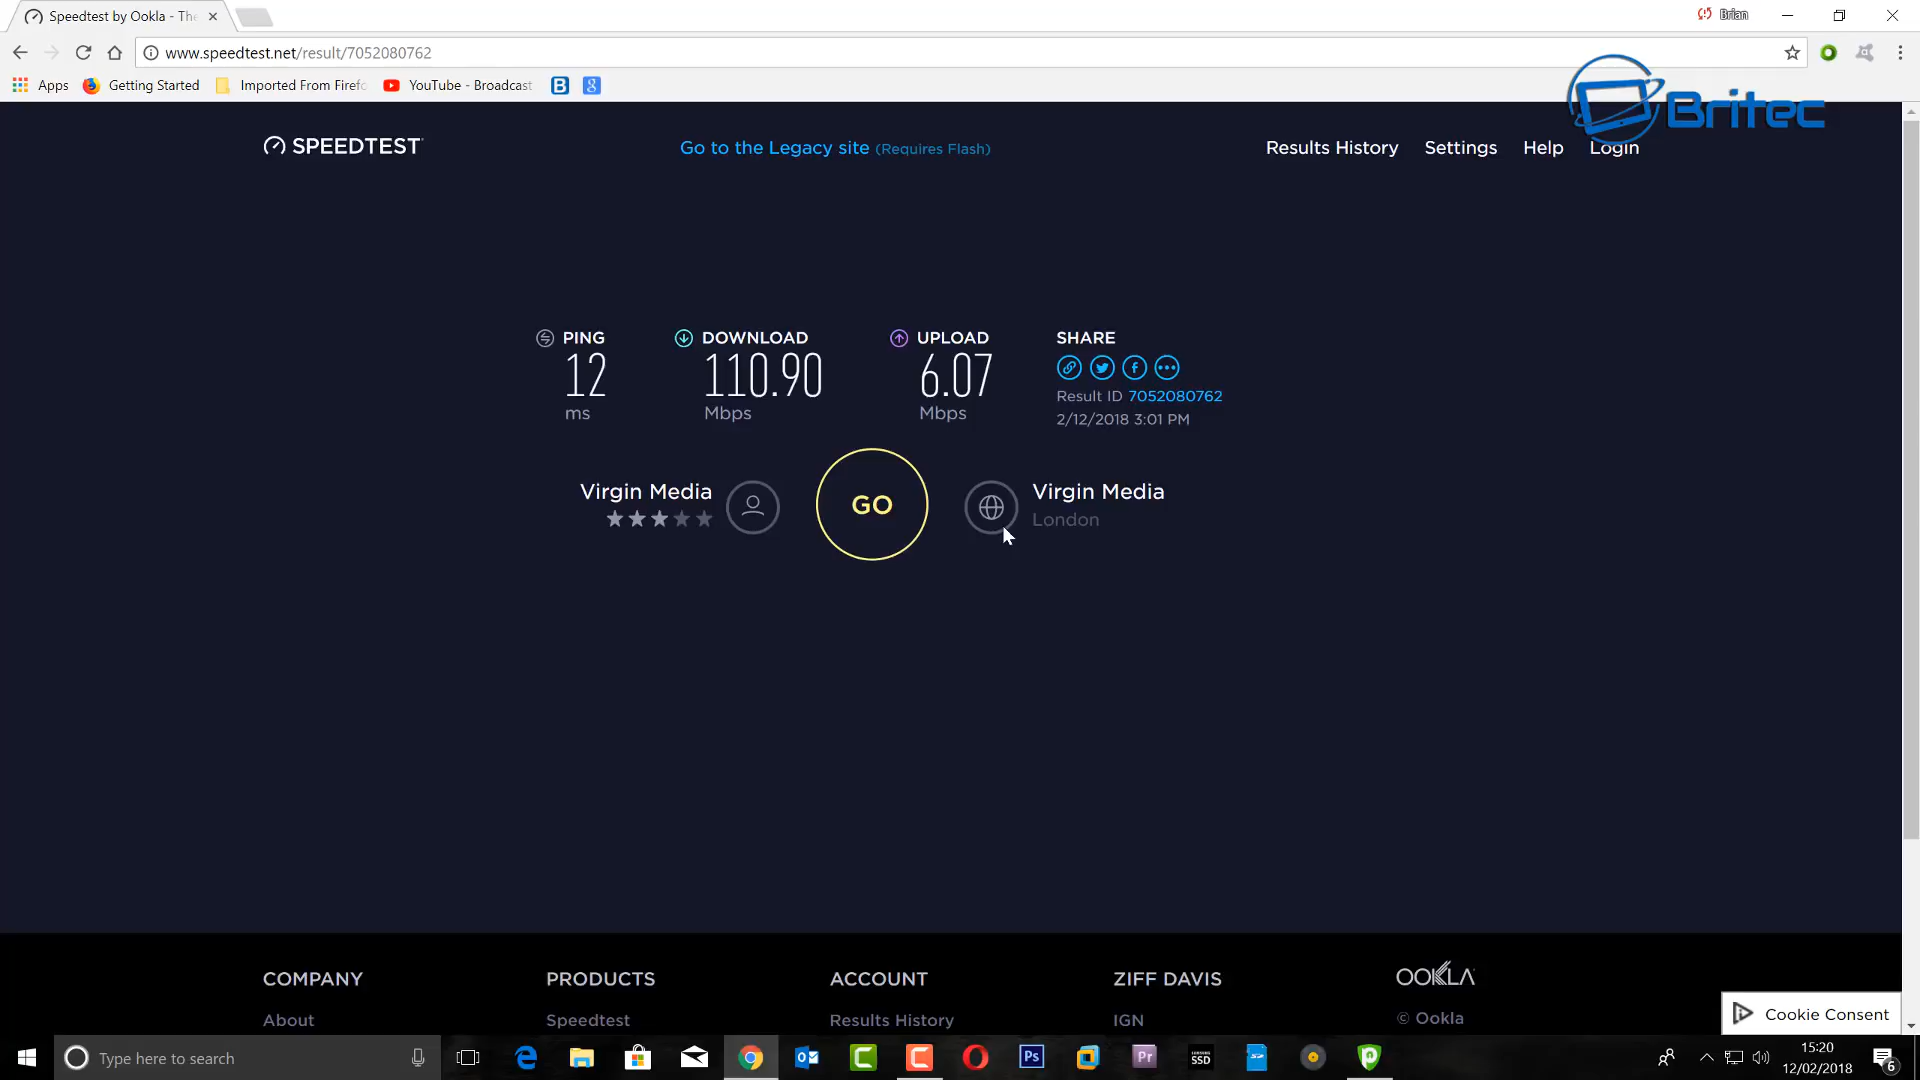 Speedtest by Ookla - The
Brian
www.speedtest.net/result/7052080762
Apps
Getting Started
Imported From Firefo
YouTube - Broadcast
B
g
Britec
SPEEDTEST
Go to the Legacy site (Requires Flash)
Results History
Settings
Help
Login
PING
12
ms
DOWNLOAD
110.90
Mbps
UPLOAD
6.07
Mbps
SHARE
Result ID 7052080762
2/12/2018 3:01 PM
Virgin Media
GO
Virgin Media
London
COMPANY
PRODUCTS
ACCOUNT
ZIFF DAVIS
OOKLA
About
Speedtest
Results History
IGN
© Ookla
Cookie Consent
Type here to search
Ps
Pr
SSD
15:20
12/02/2018
6